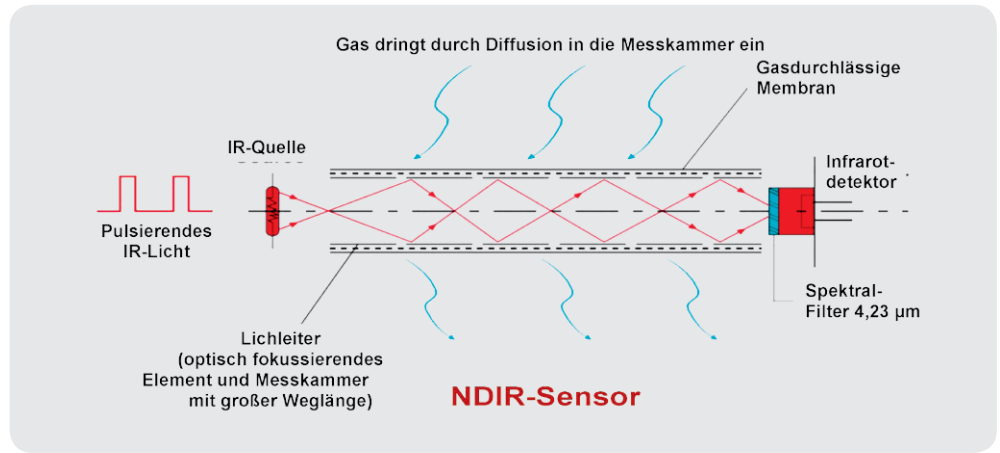 Gas dringt durch Diffusion in die Messkammer ein
Gasdurchlässige
Membran
IR-Quelle
Infrarot-
detektor
Pulsierendes
IR-Licht
Spektral-
Filter 4,23 µm
Lichleiter
(optisch fokussierendes
Element und Messkammer
mit großer Weglänge)
NDIR-Sensor